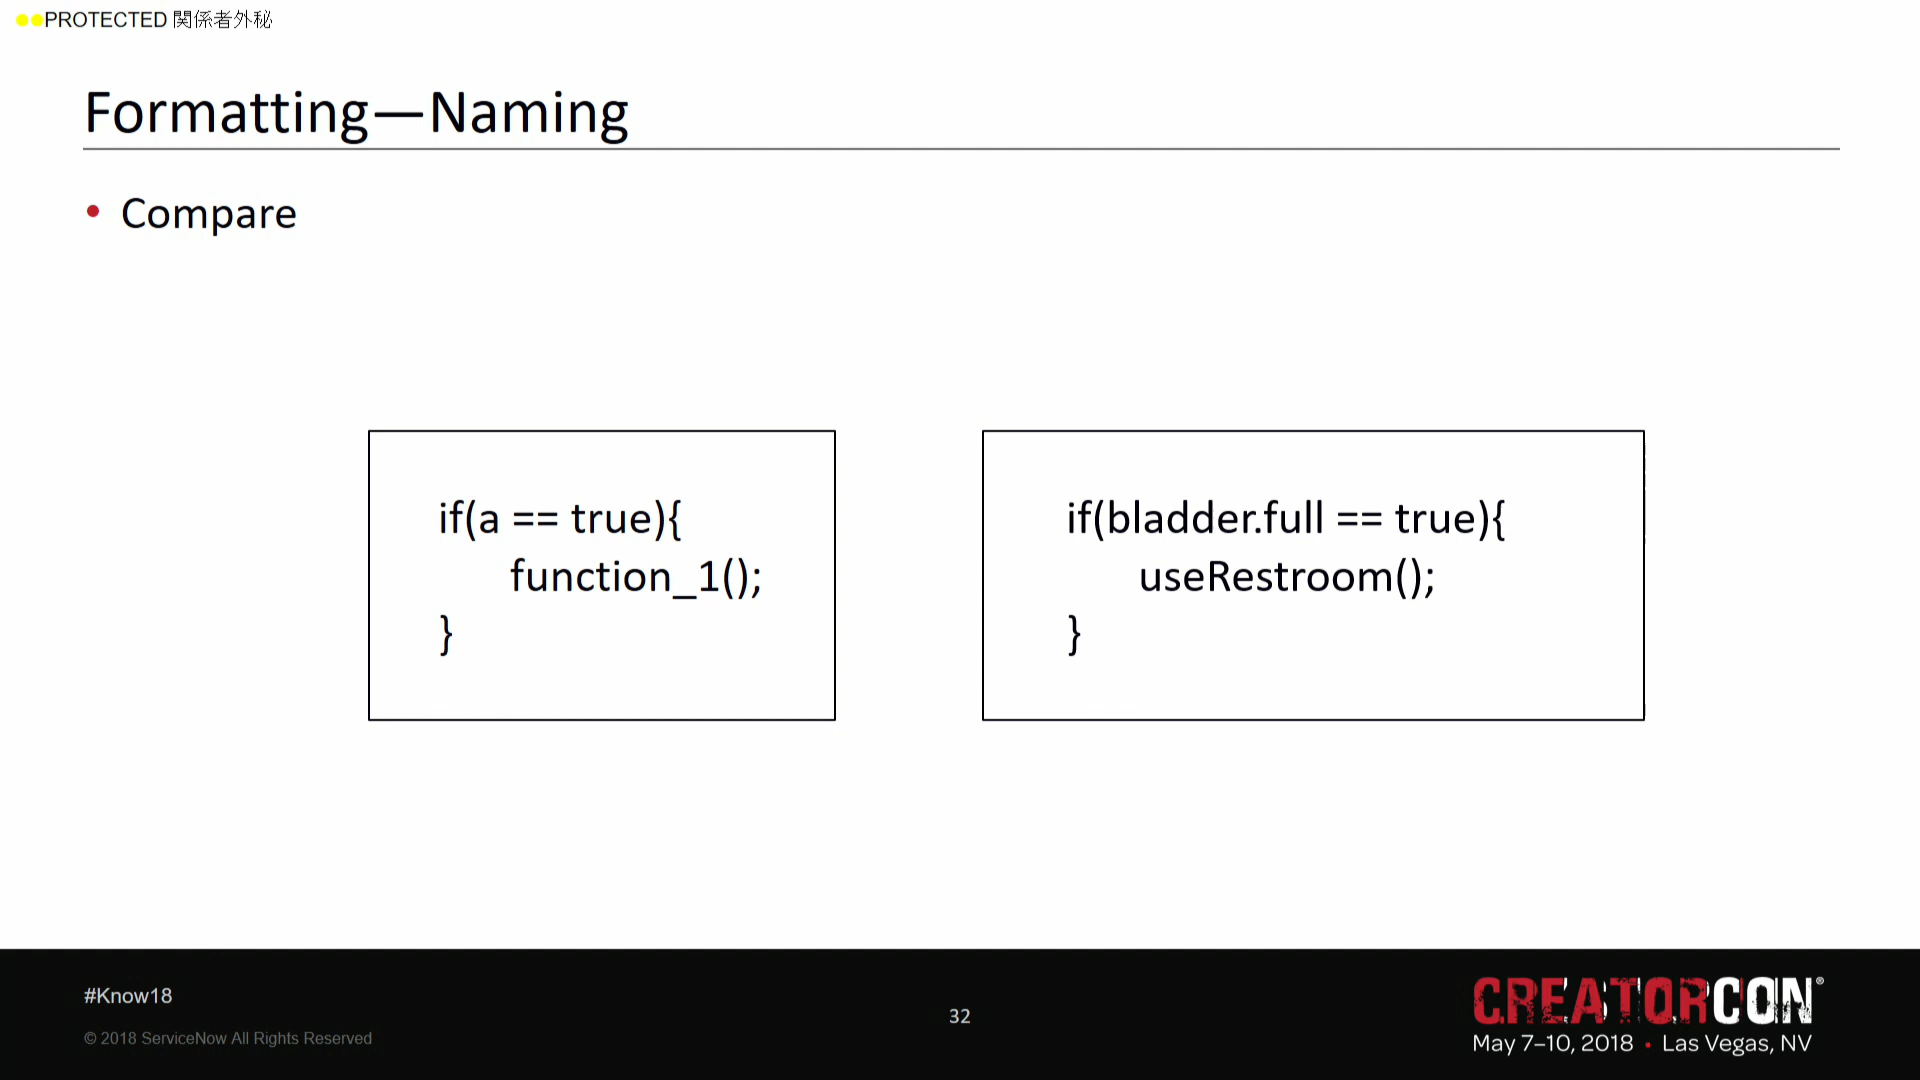 PROTECTED 関係者外秘
Formatting—Naming
• Compare
if(a == true){
function_1();
}
if(bladder.full == true){
useRestroom();
}
#Know18
© 2018 ServiceNow All Rights Reserved
32
CREATORCON®
May 7–10, 2018 • Las Vegas, NV